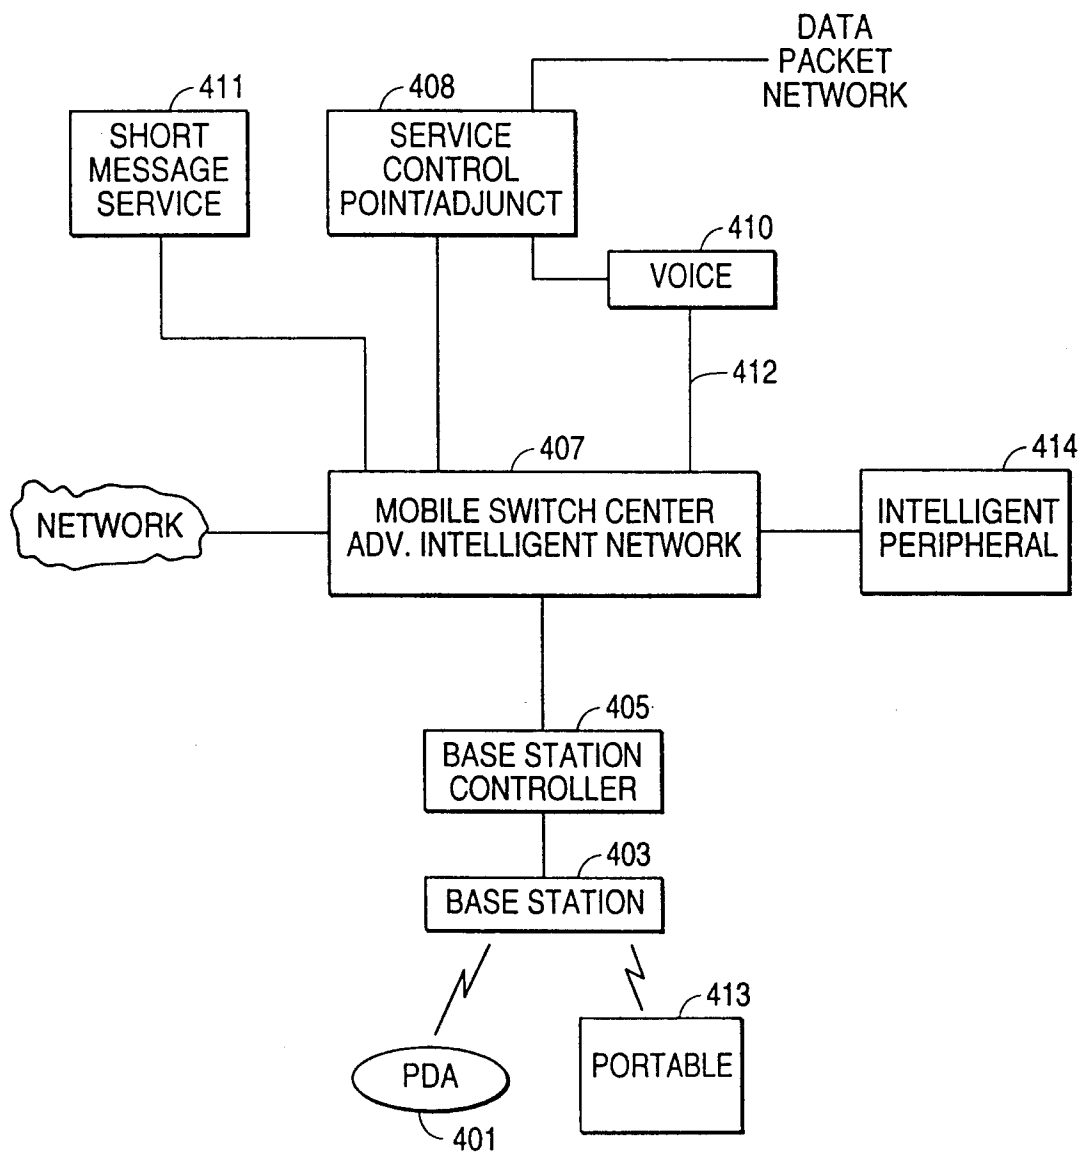 DATA
PACKET
NETWORK
411
408
SHORT
MESSAGE
SERVICE
SERVICE
CONTROL
POINT/ADJUNCT
410
VOICE
412
407
414
NETWORK
MOBILE SWITCH CENTER
ADV. INTELLIGENT NETWORK
INTELLIGENT
PERIPHERAL
405
BASE STATION
CONTROLLER
403
BASE STATION
413
PDA
PORTABLE
401